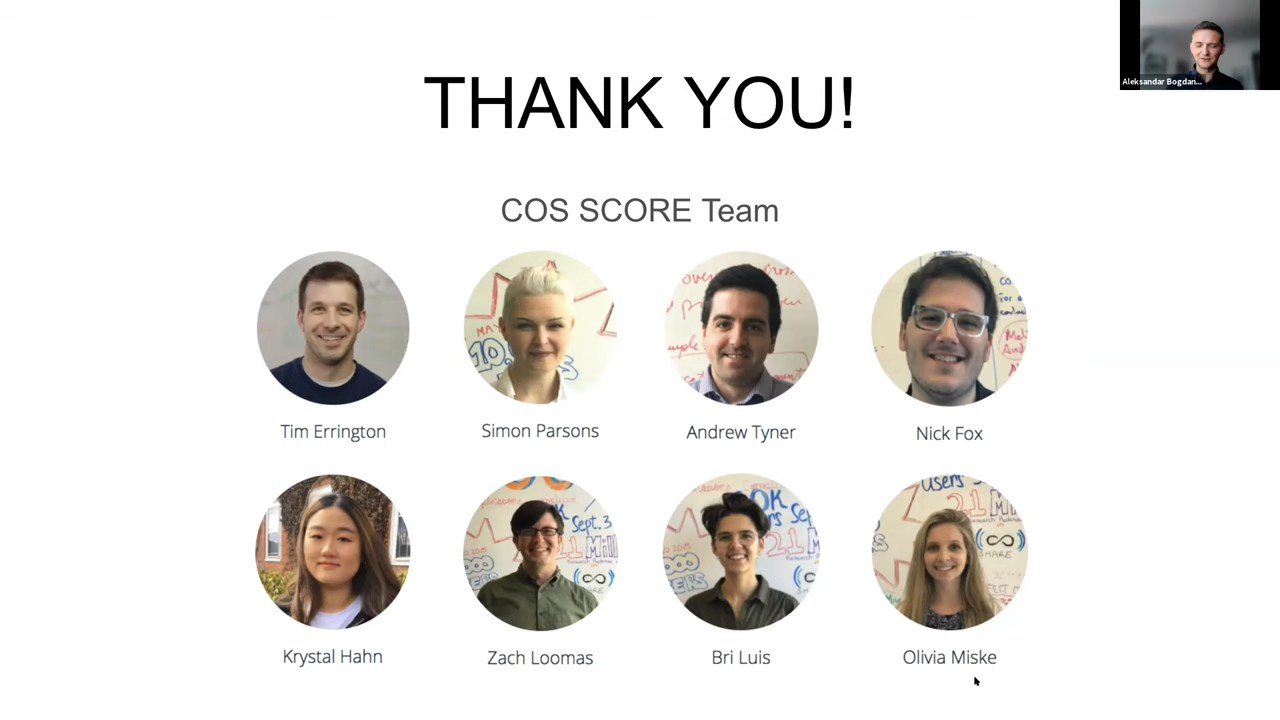 Aleksandar Bogdan...
THANK YOU!
COS SCORE Team
Tim Errington
Simon Parsons
Andrew Tyner
Nick Fox
Krystal Hahn
Zach Loomas
Bri Luis
Olivia Miske